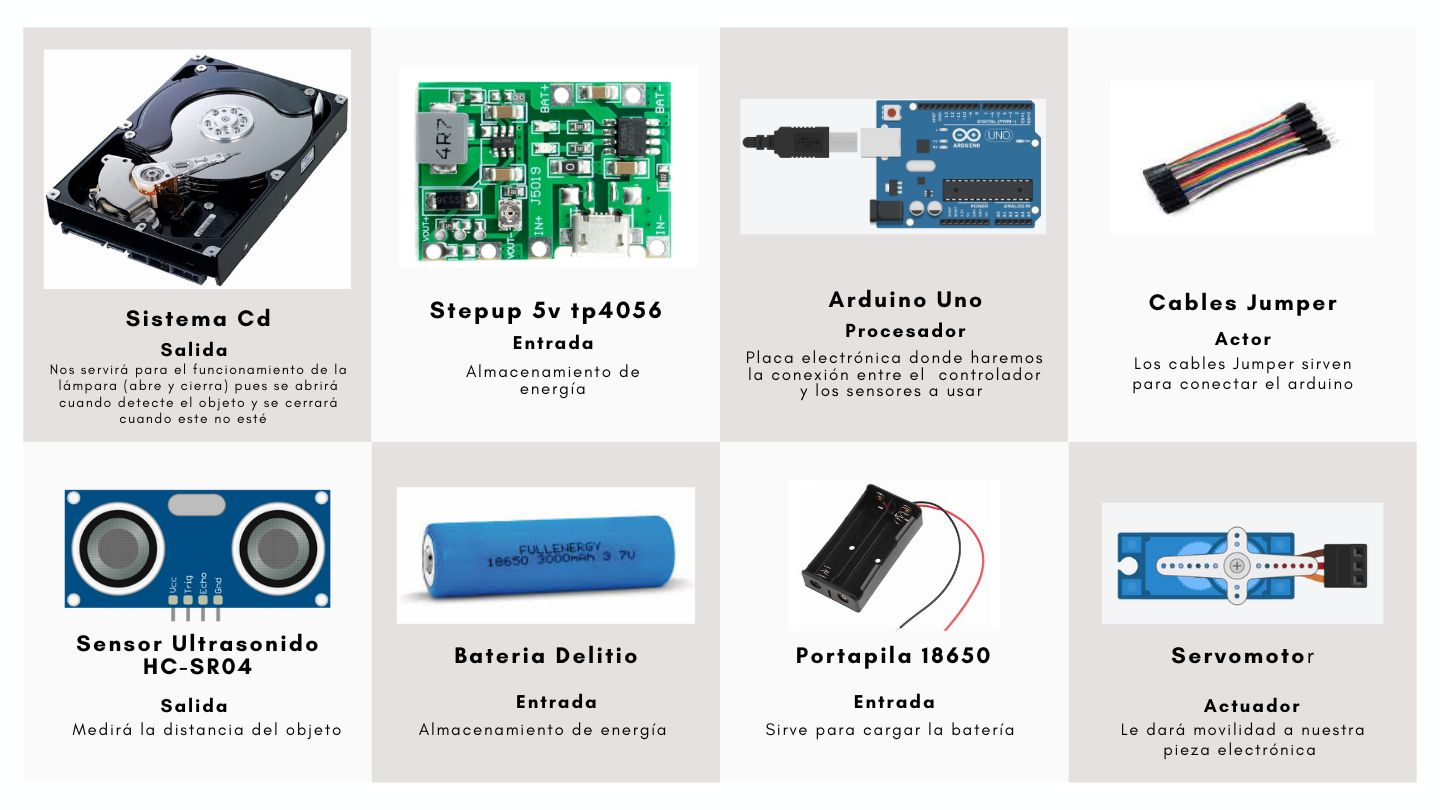 Sistema Cd
Salida
Nos servirá para el funcionamiento de la
lámpara (abre y cierra) pues se abrirá
cuando detecte el objeto y se cerrará
cuando este no esté
4R7
BAT+
BAT-
J5019
IN+
IN-
VOUT+
VOUT-
Stepup 5v tp4056
Entrada
Almacenamiento de
energía
DIGITAL (PWM~)
UNO
ARDUINO
POWER
ANALOG IN
Arduino Uno
Procesador
Placa electrónica donde haremos
la conexión entre el controlador
y los sensores a usar
Cables Jumper
Actor
Los cables Jumper sirven
para conectar el arduino
Vcc
Trig
Echo
Gnd
Sensor Ultrasonido
HC-SR04
Salida
Medirá la distancia del objeto
FULLENERGY
18650 3000mAh 3.7V
Bateria Delitio
Entrada
Almacenamiento de energía
Portapila 18650
Entrada
Sirve para cargar la batería
Servomotor
Actuador
Le dará movilidad a nuestra
pieza electrónica